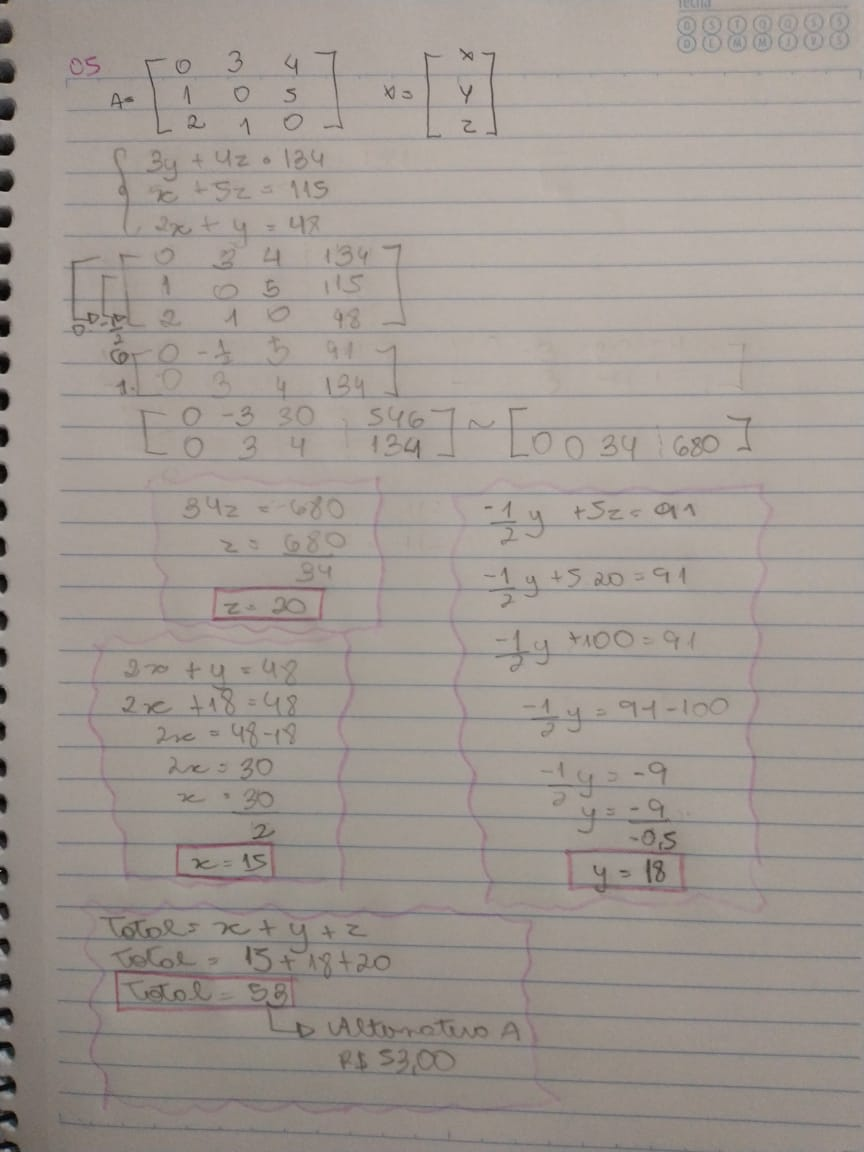 fecha
D S T Q Q S S
D L M M J V S
05
A= [ 0 3 4
1 0 5
2 1 0 ]
X= [ x
y
z ]
{ 3y + 4z = 134
x + 5z = 115
2x + y = 48
[ 0 3 4 134
1 0 5 115
2 1 0 48 ]
[ 0 -1/2 5 91
0 3 4 134 ]
[ 0 -3 30 546
0 3 4 134 ] ~ [ 0 0 34 680 ]
34z = 680
z = 680/34
z = 20
-1/2 y + 5z = 91
-1/2 y + 5 20 = 91
-1/2 y + 100 = 91
-1/2 y = 91 - 100
-1/2 y = -9
y = -9/-0,5
y = 18
2x + y = 48
2x + 18 = 48
2x = 48 - 18
2x = 30
x = 30/2
x = 15
Total = x + y + z
Total = 15 + 18 + 20
Total = 53
Alternativa A
R$ 53,00